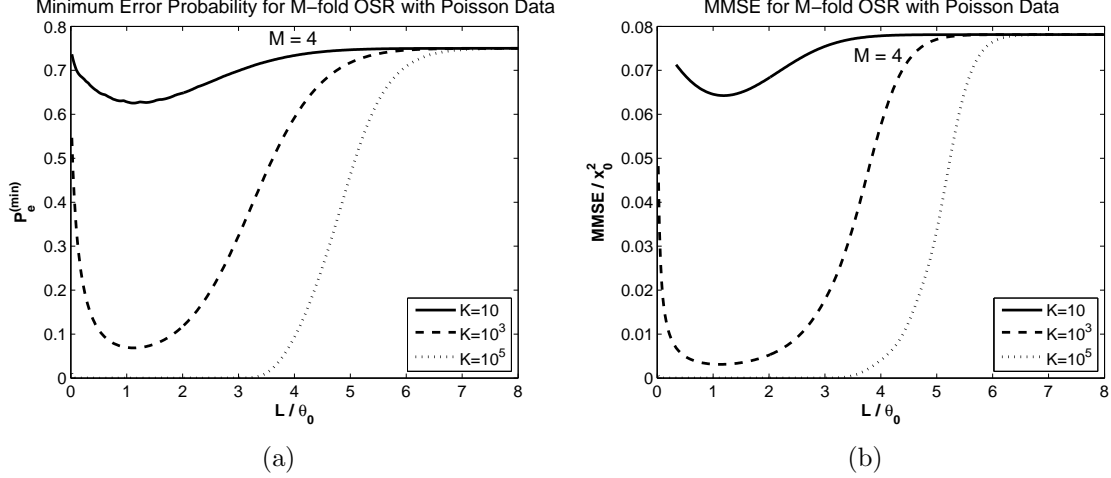 Minimum Error Probability for M−fold OSR with Poisson Data
0.8
0.7
0.6
0.5
0.4
0.3
0.2
0.1
0
P_e^(min)
M = 4
K=10
K=10^3
K=10^5
0 1 2 3 4 5 6 7 8
L / θ_0
(a)
MMSE for M−fold OSR with Poisson Data
0.08
0.07
0.06
0.05
0.04
0.03
0.02
0.01
0
MMSE / x_0^2
M = 4
K=10
K=10^3
K=10^5
0 1 2 3 4 5 6 7 8
L / θ_0
(b)